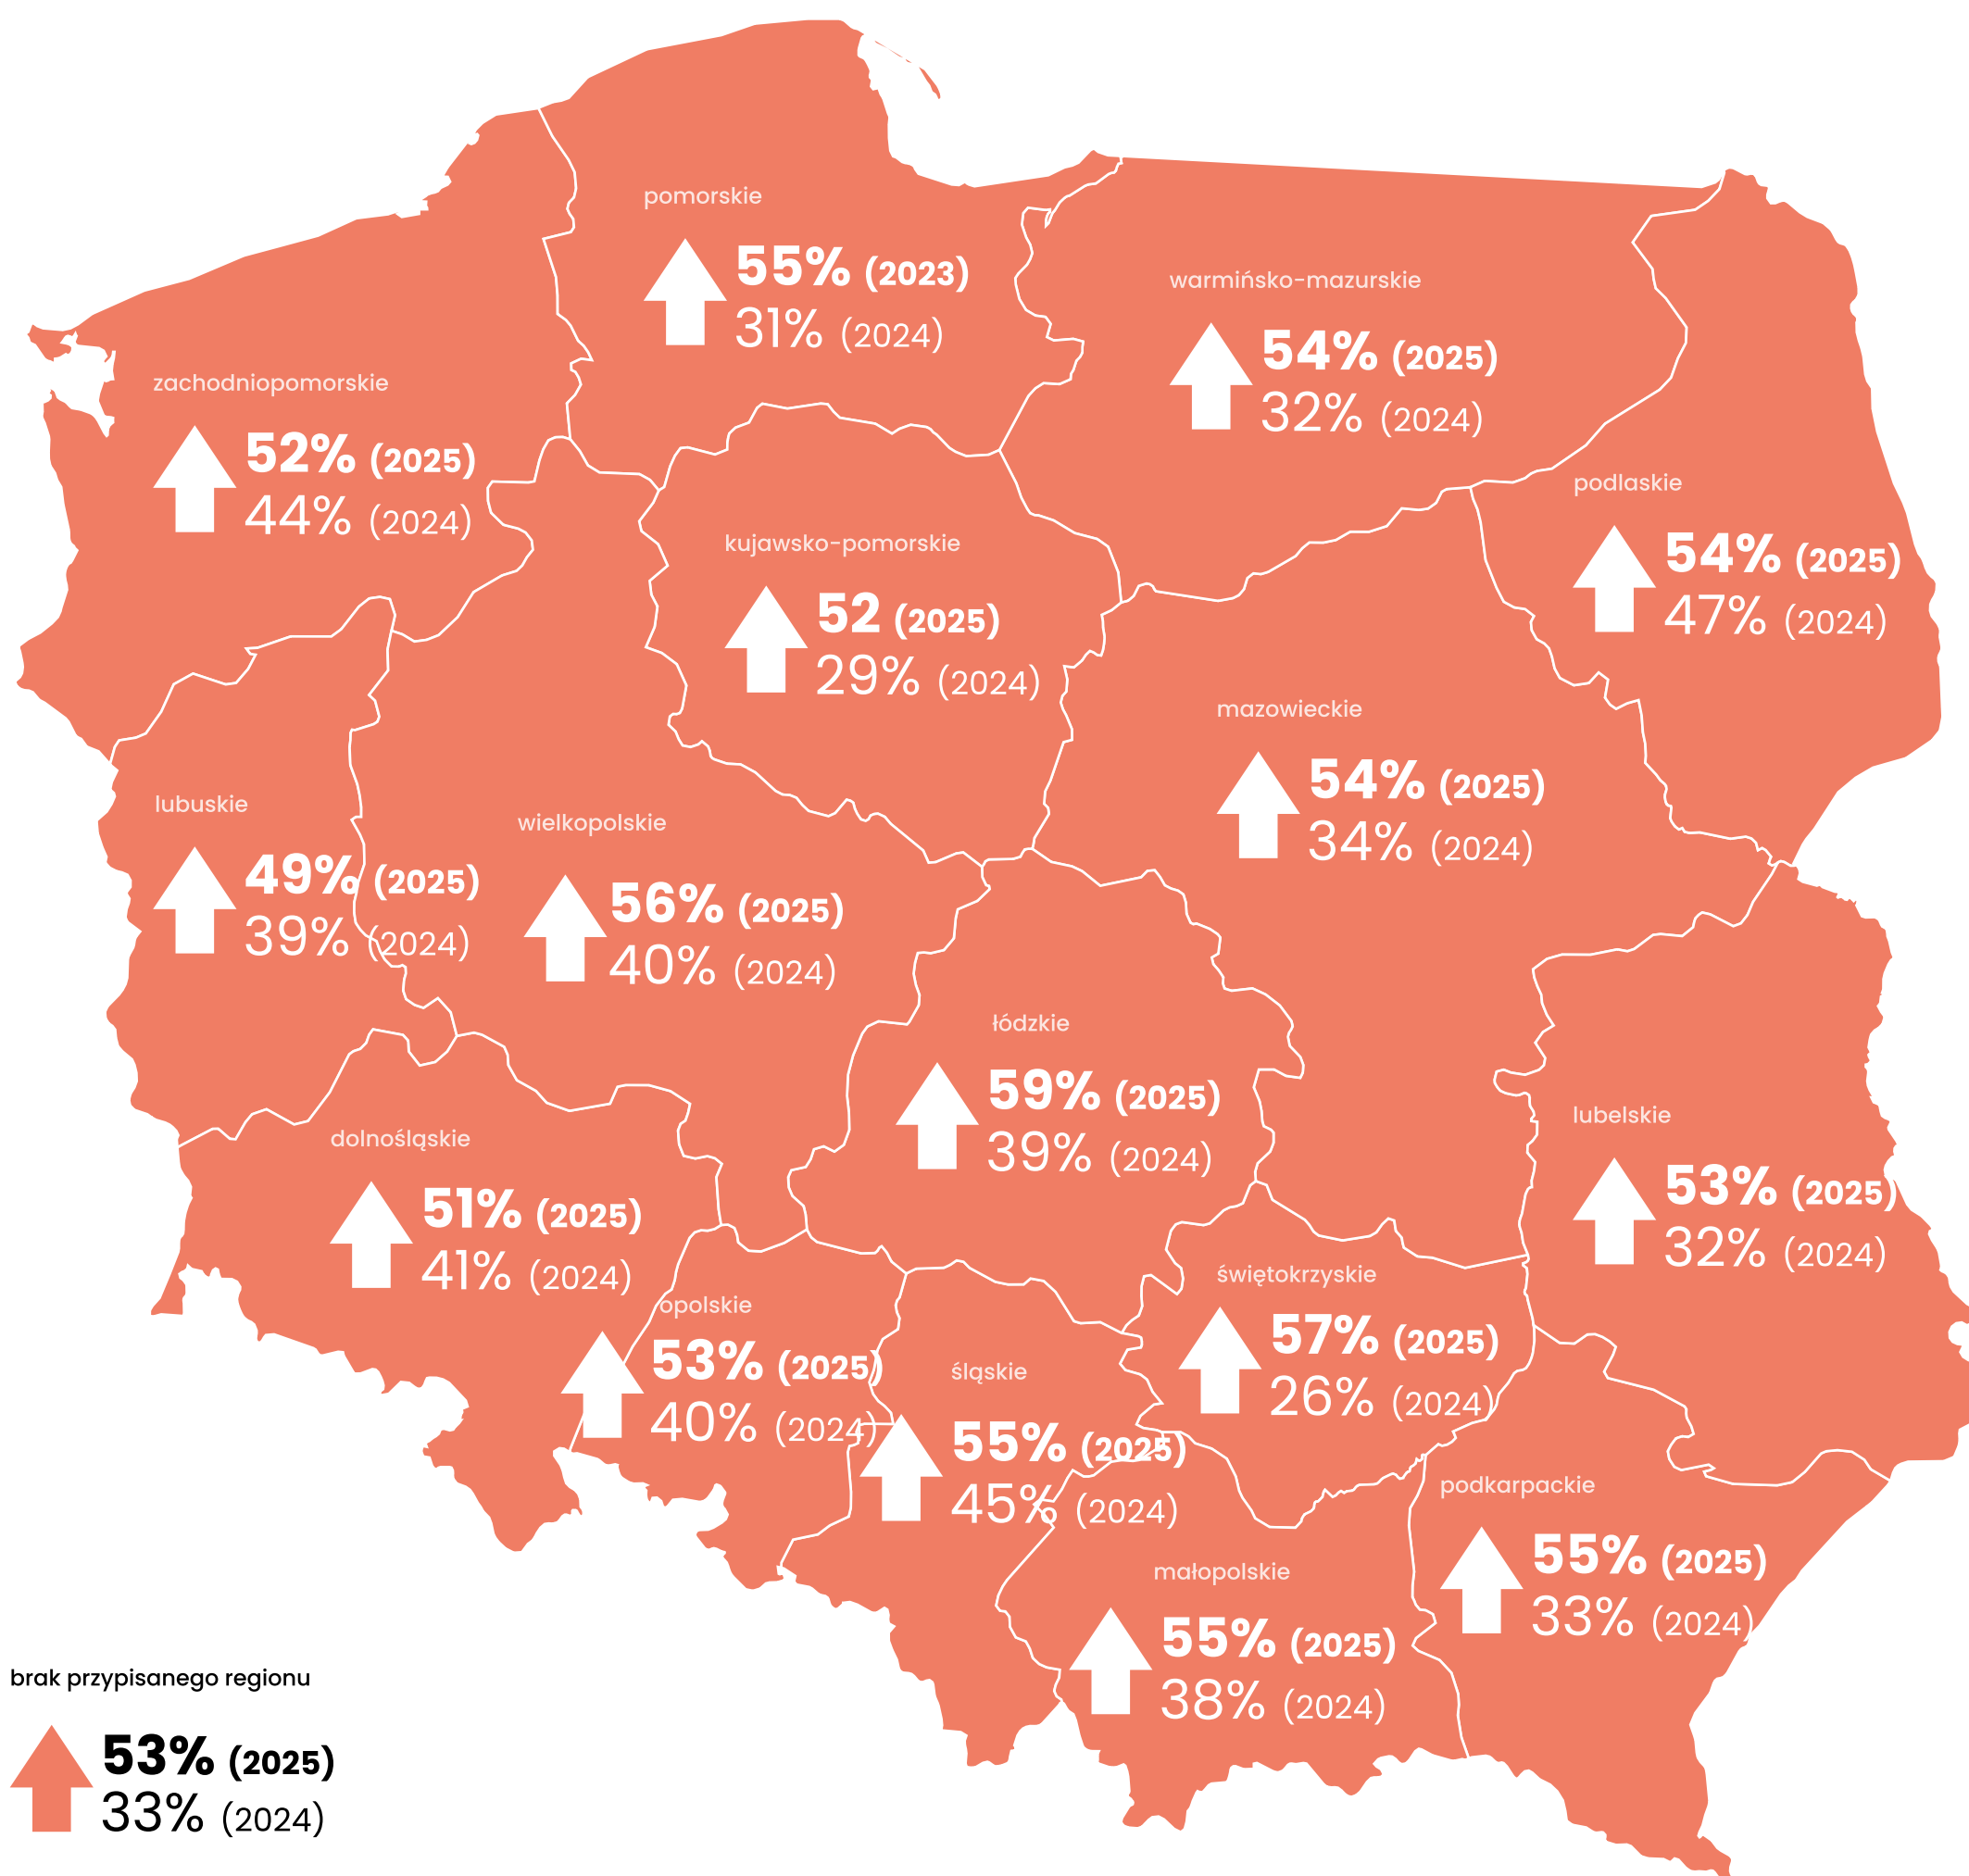 pomorskie
55% (2023)
31% (2024)
warmińsko-mazurskie
54% (2025)
32% (2024)
zachodniopomorskie
52% (2025)
44% (2024)
podlaskie
54% (2025)
47% (2024)
kujawsko-pomorskie
52 (2025)
29% (2024)
mazowieckie
54% (2025)
34% (2024)
lubuskie
49% (2025)
39% (2024)
wielkopolskie
56% (2025)
40% (2024)
łódzkie
59% (2025)
39% (2024)
lubelskie
53% (2025)
32% (2024)
dolnośląskie
51% (2025)
41% (2024)
świętokrzyskie
57% (2025)
26% (2024)
opolskie
53% (2025)
40% (2024)
śląskie
55% (2025)
45% (2024)
podkarpackie
55% (2025)
33% (2024)
małopolskie
55% (2025)
38% (2024)
brak przypisanego regionu
53% (2025)
33% (2024)